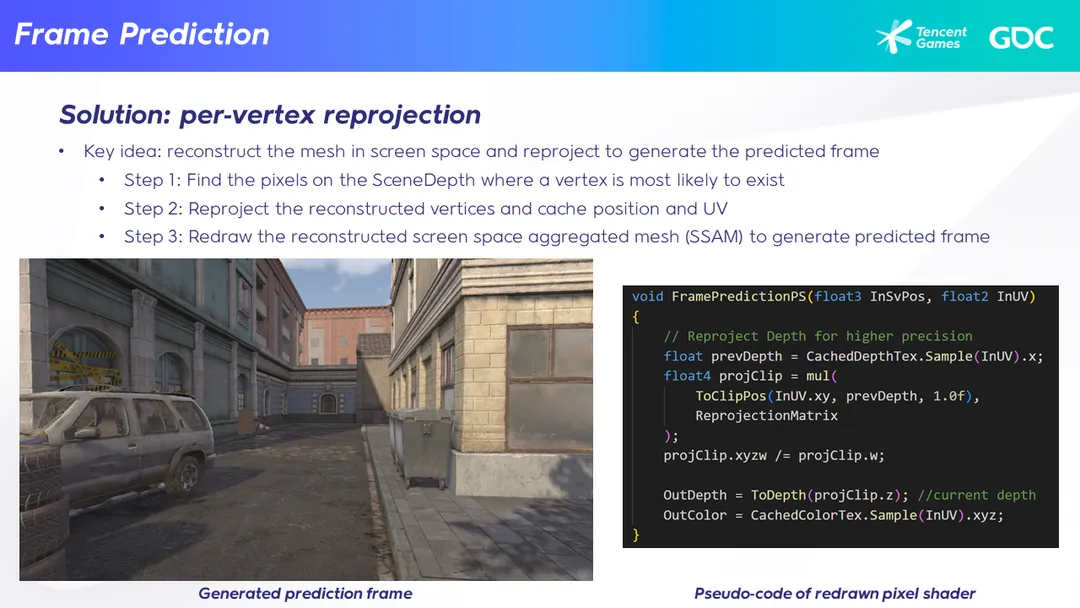 Frame Prediction
Tencent
Games
GDC
Solution: per-vertex reprojection
• Key idea: reconstruct the mesh in screen space and reproject to generate the predicted frame
• Step 1: Find the pixels on the SceneDepth where a vertex is most likely to exist
• Step 2: Reproject the reconstructed vertices and cache position and UV
• Step 3: Redraw the reconstructed screen space aggregated mesh (SSAM) to generate predicted frame
void FramePredictionPS(float3 InSvPos, float2 InUV)
{
    // Reproject Depth for higher precision
    float prevDepth = CachedDepthTex.Sample(InUV).x;
    float4 projClip = mul(
        ToClipPos(InUV.xy, prevDepth, 1.0f),
        ReprojectionMatrix
    );
    projClip.xyzw /= projClip.w;
    OutDepth = ToDepth(projClip.z); //current depth
    OutColor = CachedColorTex.Sample(InUV).xyz;
}
Generated prediction frame
Pseudo-code of redrawn pixel shader